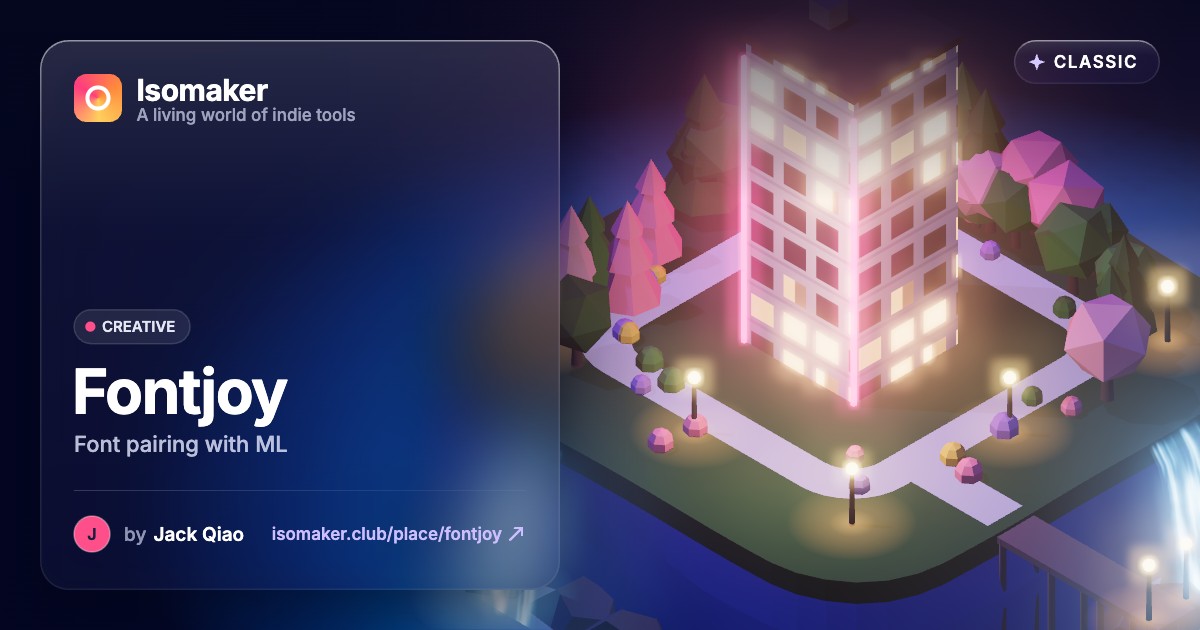 Isomaker
A living world of indie tools
CLASSIC
CREATIVE
Fontjoy
Font pairing with ML
J by Jack Qiao isomaker.club/place/fontjoy ↗